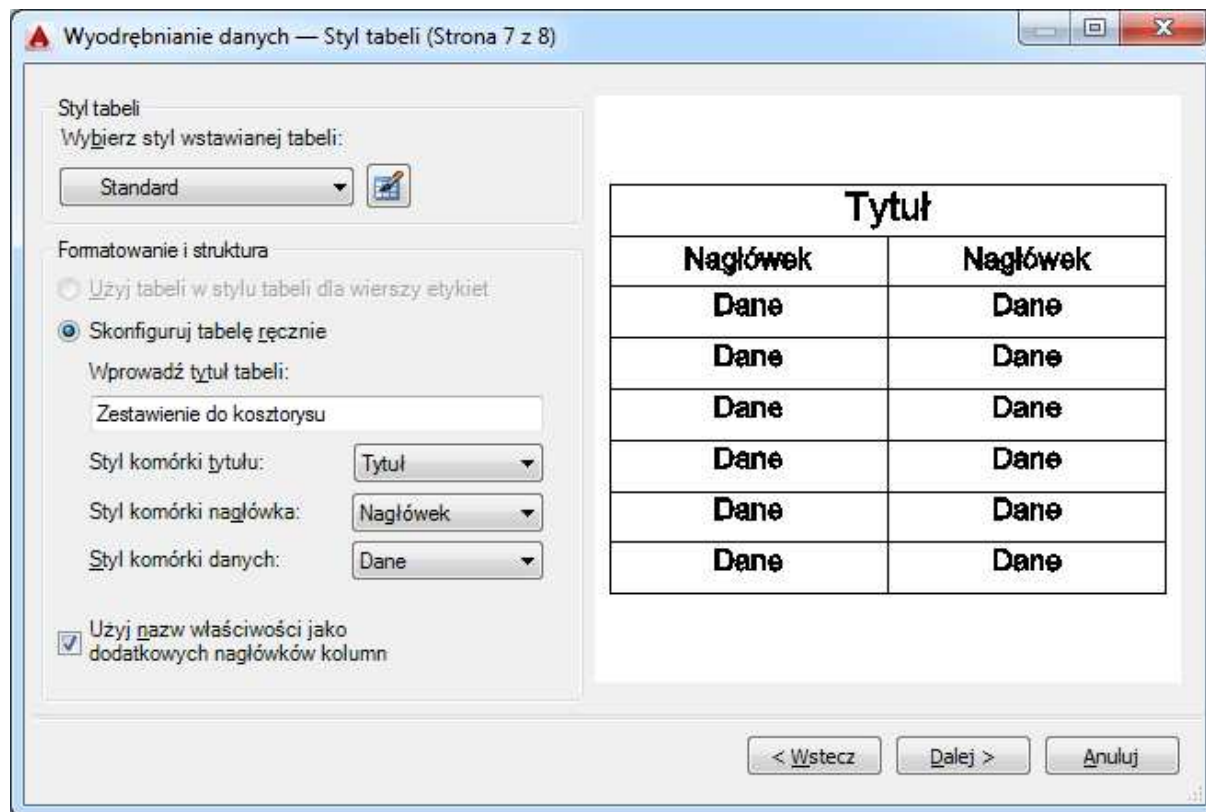 Wyodrębnianie danych — Styl tabeli (Strona 7 z 8)
Styl tabeli
Wybierz styl wstawianej tabeli:
Standard
Formatowanie i struktura
Użyj tabeli w stylu tabeli dla wierszy etykiet
Skonfiguruj tabelę ręcznie
Wprowadź tytuł tabeli:
Zestawienie do kosztorysu
Styl komórki tytułu: Tytuł
Styl komórki nagłówka: Nagłówek
Styl komórki danych: Dane
Użyj nazw właściwości jako
dodatkowych nagłówków kolumn
Tytuł
Nagłówek Nagłówek
Dane Dane
Dane Dane
Dane Dane
Dane Dane
Dane Dane
Dane Dane
< Wstecz Dalej > Anuluj